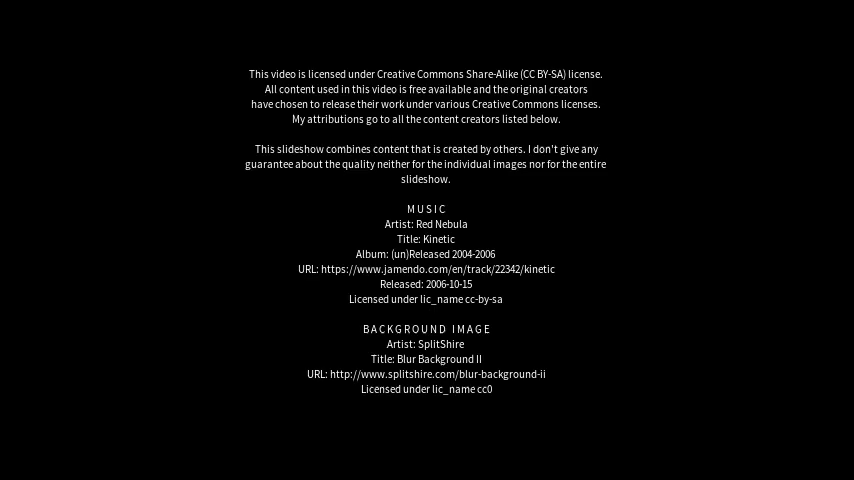 This video is licensed under Creative Commons Share-Alike (CC BY-SA) license.
All content used in this video is free available and the original creators
have chosen to release their work under various Creative Commons licenses.
My attributions go to all the content creators listed below.
This slideshow combines content that is created by others. I don't give any
guarantee about the quality neither for the individual images nor for the entire
slideshow.
MUSIC
Artist: Red Nebula
Title: Kinetic
Album: (un)Released 2004-2006
URL: https://www.jamendo.com/en/track/22342/kinetic
Released: 2006-10-15
Licensed under lic_name cc-by-sa
BACKGROUND IMAGE
Artist: SplitShire
Title: Blur Background II
URL: http://www.splitshire.com/blur-background-ii
Licensed under lic_name cc0